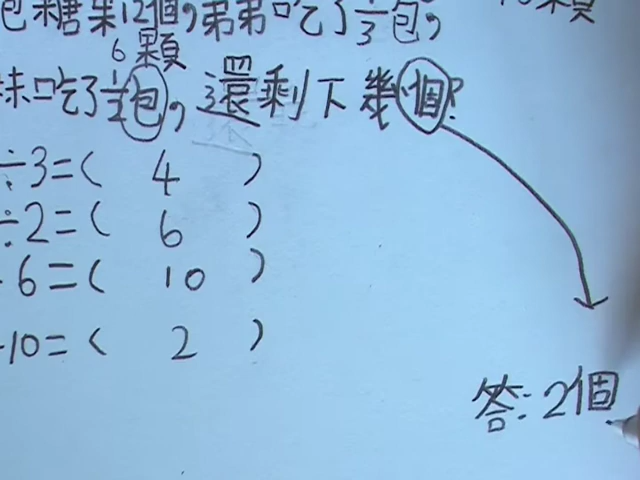 包糖果12個,弟弟吃了1/3包,
6顆
妹吃了1/2包,還剩下幾個?
÷3=( 4 )
÷2=( 6 )
6=( 10 )
-10=( 2 )
答:2個